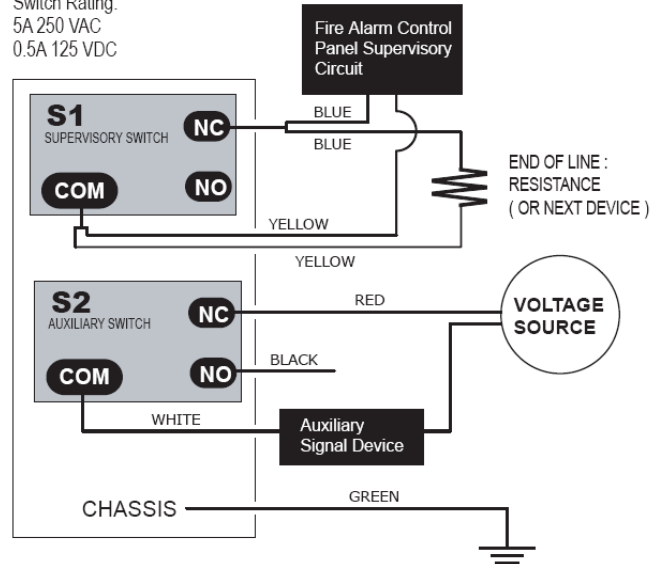 Switch Rating:
5A 250 VAC
0.5A 125 VDC
Fire Alarm Control
Panel Supervisory
Circuit
S1
SUPERVISORY SWITCH
NC
NO
COM
BLUE
BLUE
END OF LINE :
RESISTANCE
( OR NEXT DEVICE )
YELLOW
YELLOW
S2
AUXILIARY SWITCH
NC
NO
COM
RED
VOLTAGE
SOURCE
BLACK
WHITE
Auxiliary
Signal Device
CHASSIS
GREEN